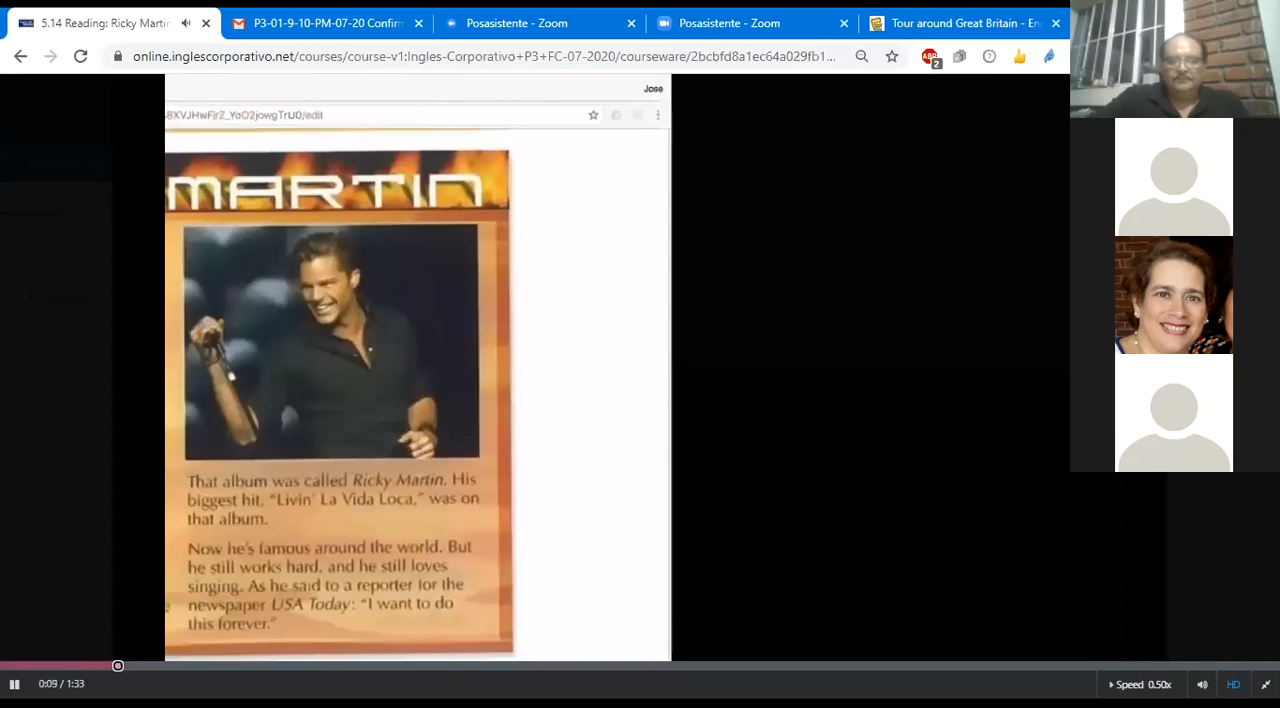 5.14 Reading: Ricky Martin
P3-01-9-10-PM-07-20 Confirm
Posasistente - Zoom
Posasistente - Zoom
Tour around Great Britain - En
online.inglescorporativo.net/courses/course-v1:Ingles-Corporativo+P3+FC-07-2020/courseware/2bcbfd8a1ec64a029fb1...
ABP
2
Jose
8XVJHwFjrZ_YoO2jowgTrU0/edit
MARTIN
That album was called Ricky Martin. His
biggest hit, "Livin' La Vida Loca," was on
that album.
Now he's famous around the world. But
he still works hard, and he still loves
singing. As he said to a reporter for the
newspaper USA Today: "I want to do
this forever."
0:09 / 1:33
Speed 0.50x
HD